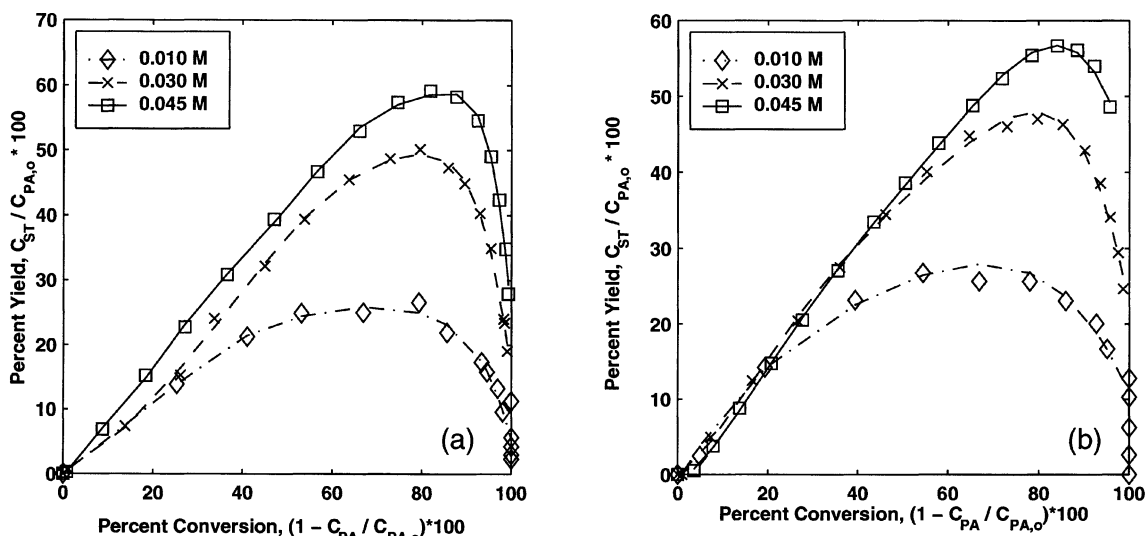 70
60
50
40
30
20
10
0
Percent Yield, C_ST / C_PA,o * 100
0.010 M
0.030 M
0.045 M
(a)
0 20 40 60 80 100
Percent Conversion, (1 - C_PA / C_PA,o)*100
60
50
40
30
20
10
0
Percent Yield, C_ST / C_PA,o * 100
0.010 M
0.030 M
0.045 M
(b)
0 20 40 60 80 100
Percent Conversion, (1 - C_PA / C_PA,o)*100